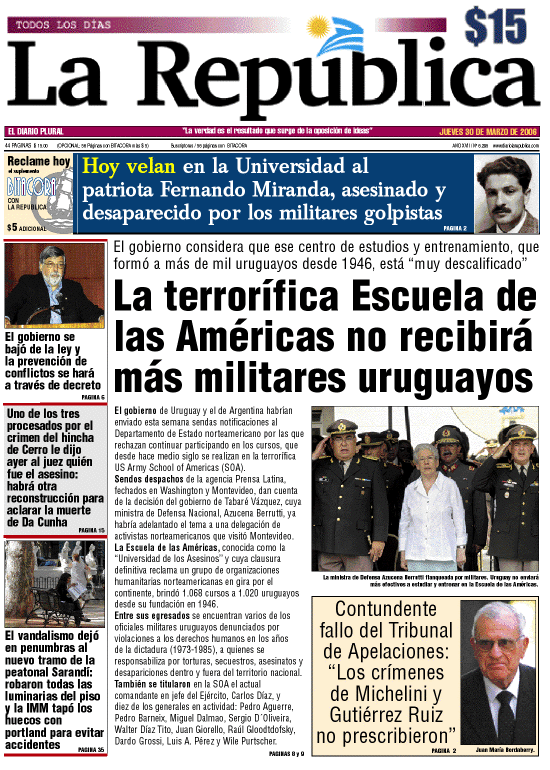 TODOS LOS DÍAS
$15
La República
EL DIARIO PLURAL
"La verdad es el resultado que surge de la oposición de ideas"
JUEVES 30 DE MARZO DE 2006
44 PAGINAS $ 15.00
(OPCIONAL: 56 Páginas con BITACORA a las $ 5)
Suscriptores / 56 páginas con BITACORA
Reclame hoy
el suplemento
BITACORA
CON
LA REPUBLICA
$5 ADICIONAL
Hoy velan en la Universidad al
patriota Fernando Miranda, asesinado y
desaparecido por los militares golpistas
PAGINA 2
El gobierno se
bajó de la ley y
la prevención de
conflictos se hará
a través de decreto
PAGINA 6
Uno de los tres
procesados por el
crimen del hincha
de Cerro le dijo
ayer al juez quién
fue el asesino:
habrá otra
reconstrucción para
aclarar la muerte
de Da Cunha
PAGINA 15
El vandalismo dejó
en penumbras al
nuevo tramo de la
peatonal Sarandí:
robaron todas las
luminarias del piso
y la IMM tapó los
huecos con
portland para evitar
accidentes
PAGINA 35
El gobierno considera que ese centro de estudios y entrenamiento, que
formó a más de mil uruguayos desde 1946, está “muy descalificado”
La terrorífica Escuela de
las Américas no recibirá
más militares uruguayos
El gobierno de Uruguay y el de Argentina habrían
enviado esta semana sendas notificaciones al
Departamento de Estado norteamericano por las que
rechazan continuar participando en los cursos, que
desde hace medio siglo se realizan en la terrorífica
US Army School of Americas (SOA).
Sendos despachos de la agencia Prensa Latina,
fechados en Washington y Montevideo, dan cuenta
de la decisión del gobierno de Tabaré Vázquez, cuya
ministra de Defensa Nacional, Azucena Berrutti, ya
había adelantado el tema a una delegación de
activistas norteamericanos que visitó Montevideo.
La Escuela de las Américas, conocida como la
“Universidad de los Asesinos” y cuya clausura
definitiva reclama un grupo de organizaciones
humanitarias norteamericanas en gira por el
continente, brindó 1.068 cursos a 1.020 uruguayos
desde su fundación en 1946.
Entre sus egresados se encuentran varios de los
oficiales militares uruguayos denunciados por
violaciones a los derechos humanos en los años
de la dictadura (1973-1985), a quienes se
responsabiliza por torturas, secuestros, asesinatos y
desapariciones dentro y fuera del territorio nacional.
También se titularon en la SOA el actual
comandante en jefe del Ejército, Carlos Díaz, y
diez de los generales en actividad: Pedro Aguerre,
Pedro Barneix, Miguel Dalmao, Sergio D´Oliveira,
Walter Díaz Tito, Juan Giorello, Raúl Gloodtdofsky,
Dardo Grossi, Luis A. Pérez y Wile Purtscher.
PAGINAS 8 y 9
La ministra de Defensa Azucena Berrutti flanqueada por militares. Uruguay no enviará
más efectivos a estudiar y entrenar en la Escuela de las Américas.
Contundente
fallo del Tribunal
de Apelaciones:
“Los crímenes
de Michelini y
Gutiérrez Ruiz
no prescribieron”
PAGINA 2
Juan María Bordaberry.